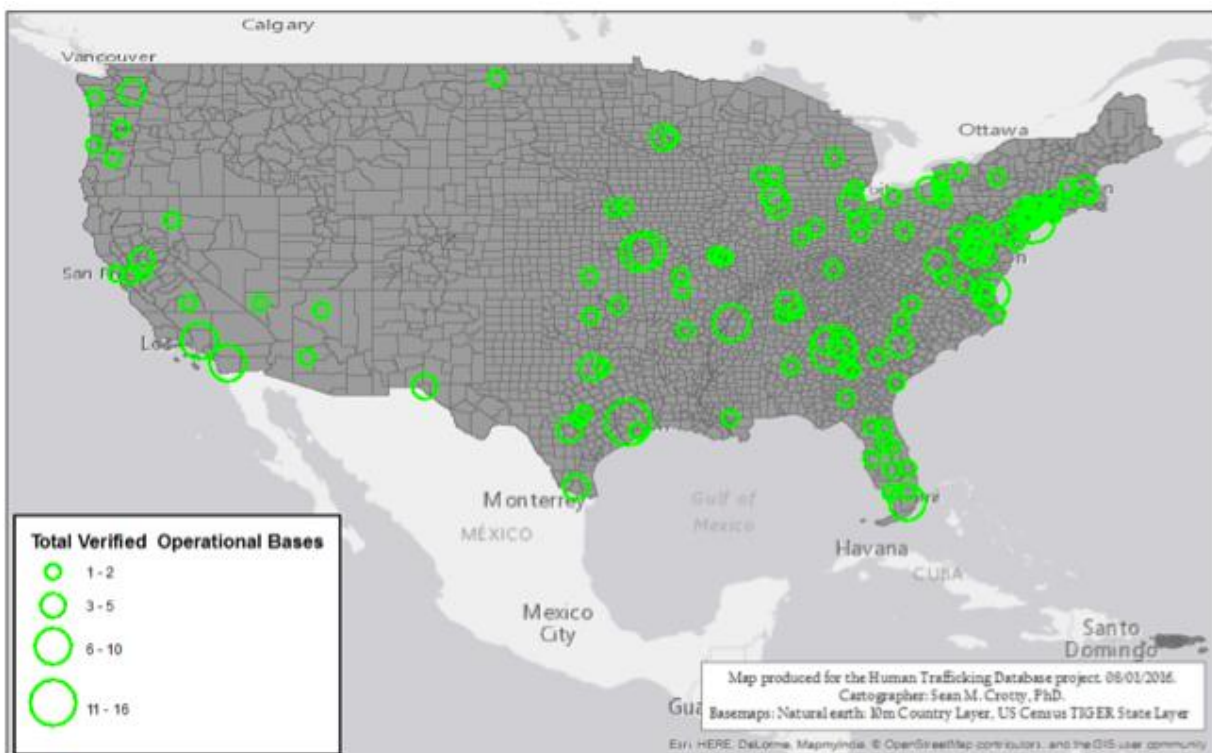 Calgary
Vancouver
Ottawa
San Fr
Los
Monterrey
MÉXICO
Gulf of
Mexico
Havana
CUBA
Mexico
City
Santo
Domingo
Gua
Total Verified Operational Bases
1 - 2
3 - 5
6 - 10
11 - 16
Map produced for the Human Trafficking Database project. 08/01/2016.
Cartographer: Sean M. Crotty, PhD.
Basemaps: Natural earth: 10m Country Layer, US Census TIGER State Layer
Esri, HERE, DeLorme, MapmyIndia, © OpenStreetMap contributors, and the GIS user community